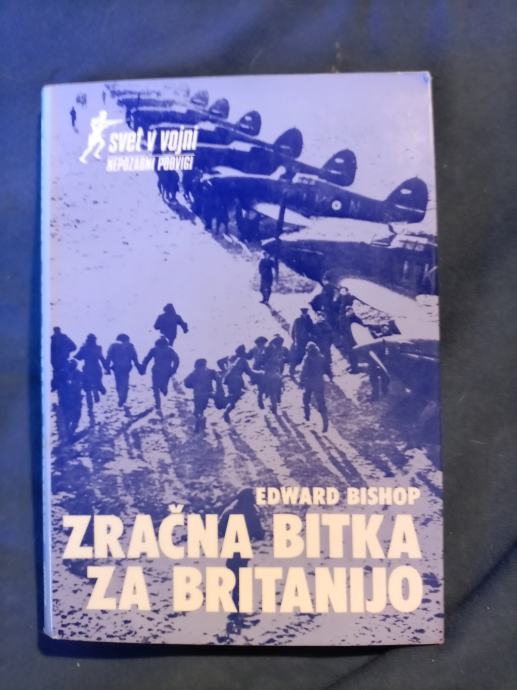 svet v vojni
NEPOZABNI PODVIGI
EDWARD BISHOP
ZRAČNA BITKA
ZA BRITANIJO